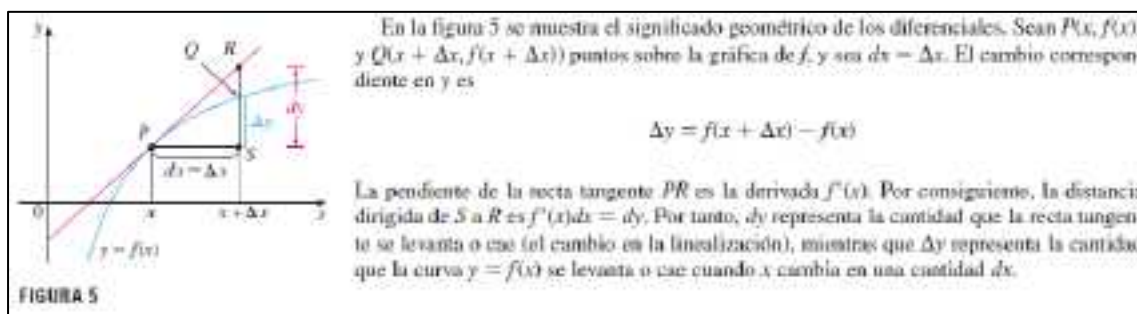 y
Q
R
P
dy
Δy
S
dx = Δx
0
x
x + Δx
x
y = f(x)
FIGURA 5
En la figura 5 se muestra el significado geométrico de los diferenciales. Sean P(x, f(x))
y Q(x + Δx, f(x + Δx)) puntos sobre la gráfica de f, y sea dx = Δx. El cambio correspon
diente en y es
Δy = f(x + Δx) − f(x)
La pendiente de la recta tangente PR es la derivada f'(x). Por consiguiente, la distanci
dirigida de S a R es f'(x)dx = dy. Por tanto, dy representa la cantidad que la recta tangen
te se levanta o cae (el cambio en la linealización), mientras que Δy representa la cantidad
que la curva y = f(x) se levanta o cae cuando x cambia en una cantidad dx.